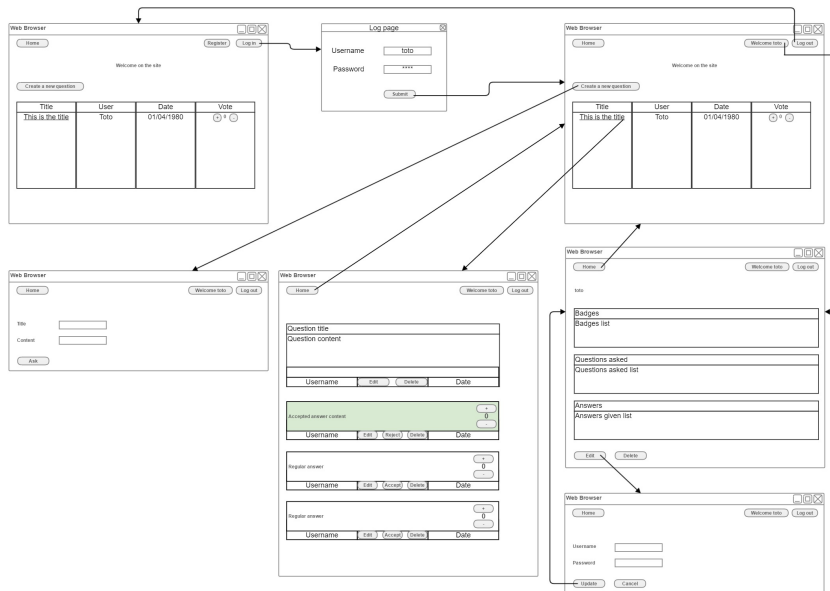 Web Browser
Home Register Log in
Welcome on the site
Create a new question
Title User Date Vote
This is the title Toto 01/04/1980 + 0 -
Log page
Username toto
Password ****
Submit
Web Browser
Home Welcome toto Log out
Welcome on the site
Create a new question
Title User Date Vote
This is the title Toto 01/04/1980 + 0 -
Web Browser
Home Welcome toto Log out
Title
Content
Ask
Web Browser
Home Welcome toto Log out
Question title
Question content
Username Edit Delete Date
+
Accepted answer content 0
-
Username Edit Reject Delete Date
+
Regular answer 0
-
Username Edit Accept Delete Date
+
Regular answer 0
-
Username Edit Accept Delete Date
Web Browser
Home Welcome toto Log out
toto
Badges
Badges list
Questions asked
Questions asked list
Answers
Answers given list
Edit Delete
Web Browser
Home Welcome toto Log out
Username
Password
Update Cancel